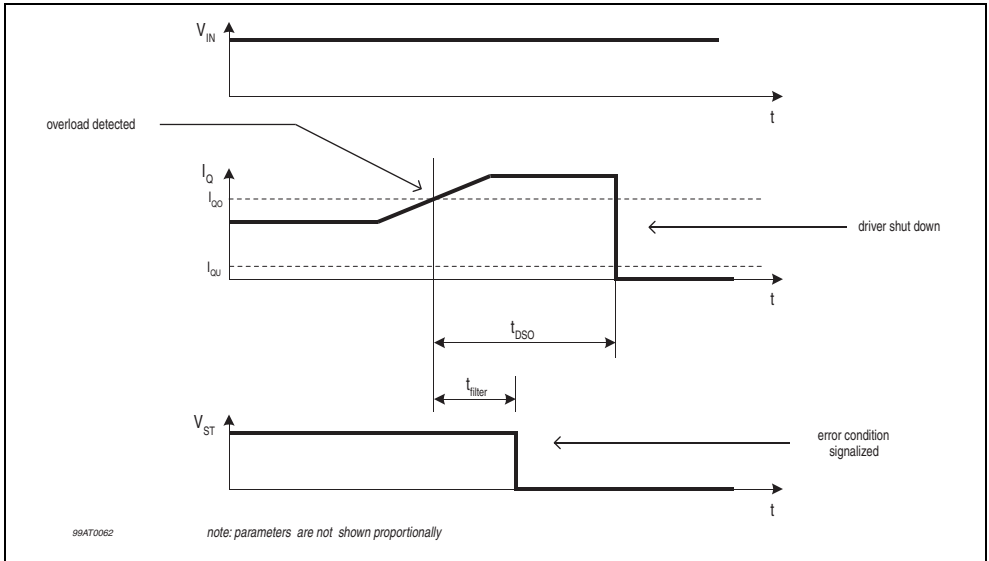 V_IN
t
overload detected
I_Q
I_QO
driver shut down
I_QU
t
t_DSO
t_filter
V_ST
error condition
signalized
t
99AT0062
note: parameters are not shown proportionally